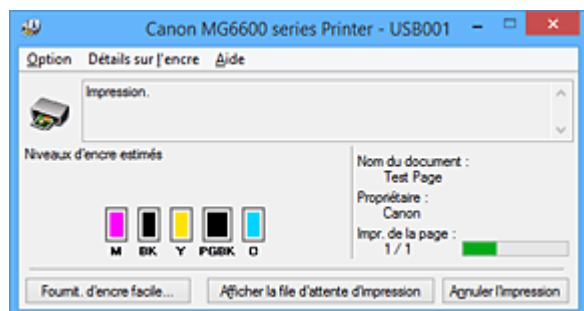 Canon MG6600 series Printer - USB001
Option Détails sur l'encre Aide
Impression.
Niveaux d'encre estimés
Nom du document :
Test Page
Propriétaire :
Canon
Impr. de la page :
1 / 1
M BK Y PGBK C
Fournit. d'encre facile... Afficher la file d'attente d'impression Annuler l'impression